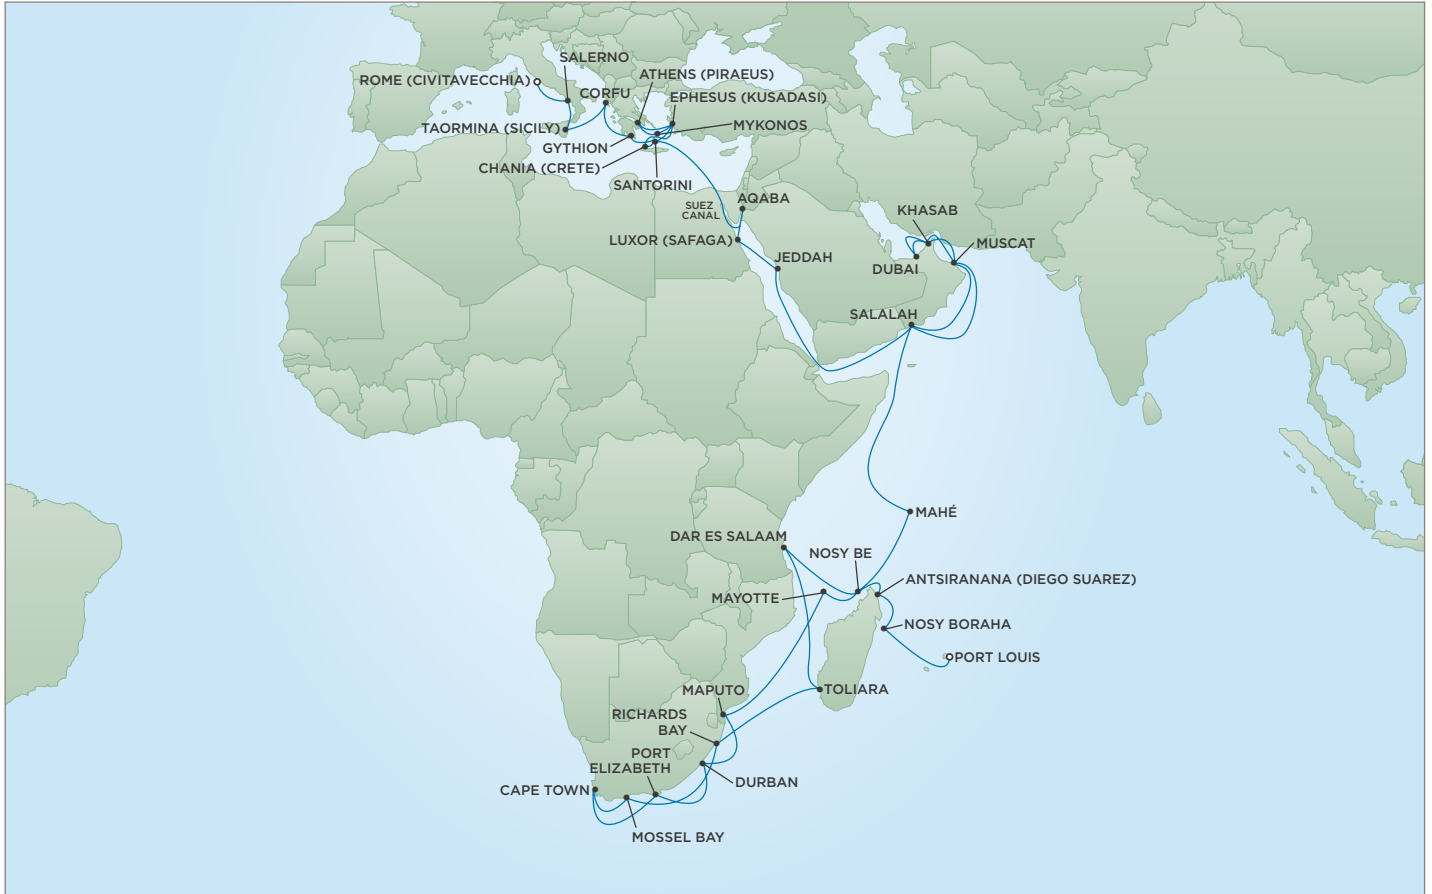 SALERNO
ROME (CIVITAVECCHIA)
ATHENS (PIRAEUS)
CORFU
EPHESUS (KUSADASI)
TAORMINA (SICILY)
MYKONOS
GYTHION
CHANIA (CRETE)
SANTORINI
AQABA
SUEZ
CANAL
KHASAB
LUXOR (SAFAGA)
MUSCAT
JEDDAH
DUBAI
SALALAH
MAHÉ
DAR ES SALAAM
NOSY BE
ANTSIRANANA (DIEGO SUAREZ)
MAYOTTE
NOSY BORAHA
PORT LOUIS
MAPUTO
TOLIARA
RICHARDS
BAY
PORT
ELIZABETH
DURBAN
CAPE TOWN
MOSSEL BAY